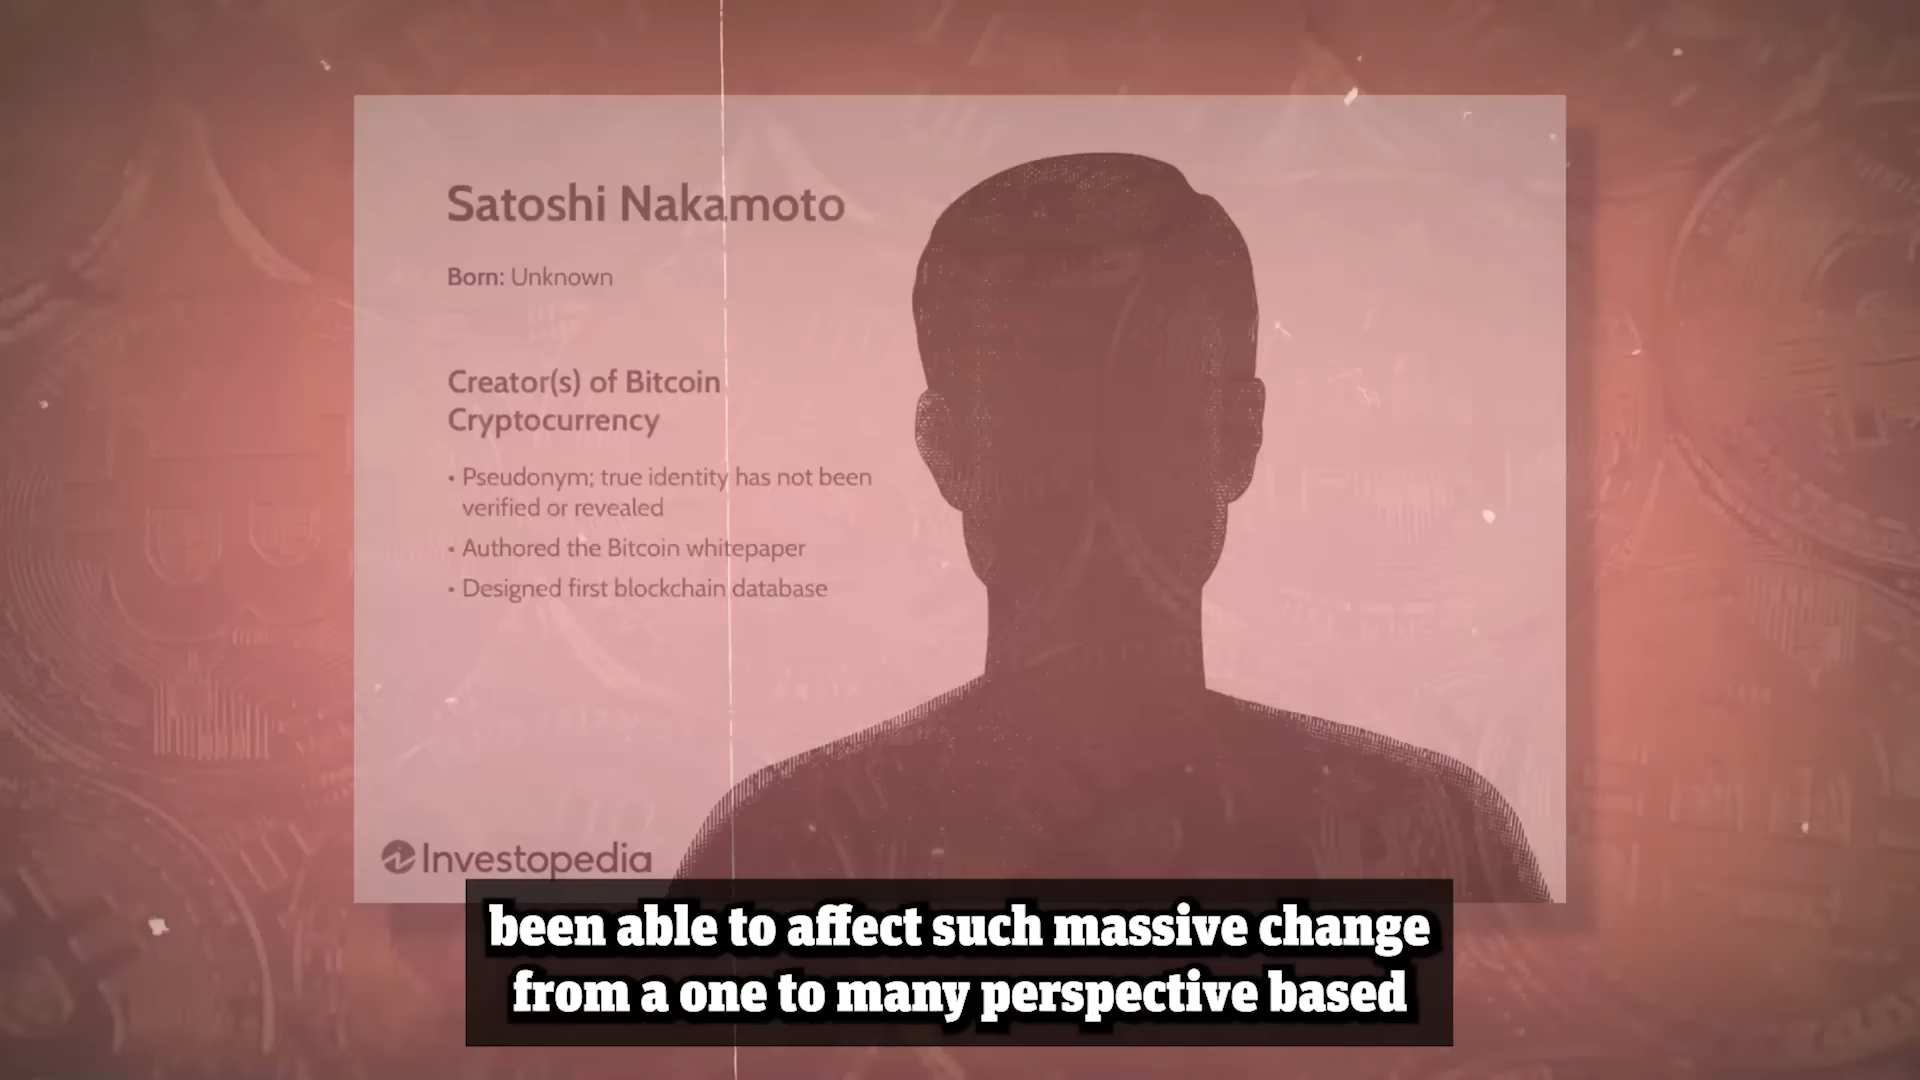 Satoshi Nakamoto
Born: Unknown
Creator(s) of Bitcoin
Cryptocurrency
• Pseudonym; true identity has not been
verified or revealed
• Authored the Bitcoin whitepaper
• Designed first blockchain database
Investopedia
been able to affect such massive change
from a one to many perspective based